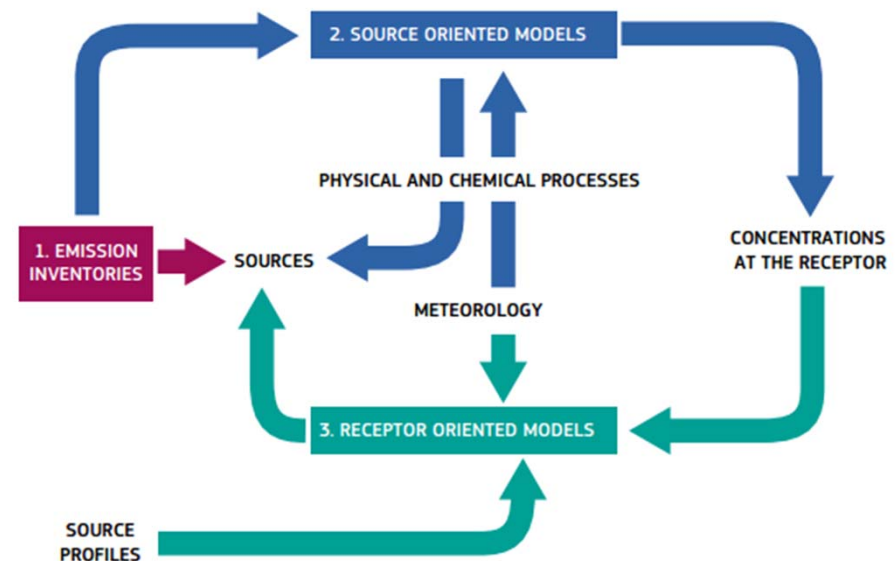 2. SOURCE ORIENTED MODELS
PHYSICAL AND CHEMICAL PROCESSES
1. EMISSION
INVENTORIES
SOURCES
CONCENTRATIONS
AT THE RECEPTOR
METEOROLOGY
3. RECEPTOR ORIENTED MODELS
SOURCE
PROFILES